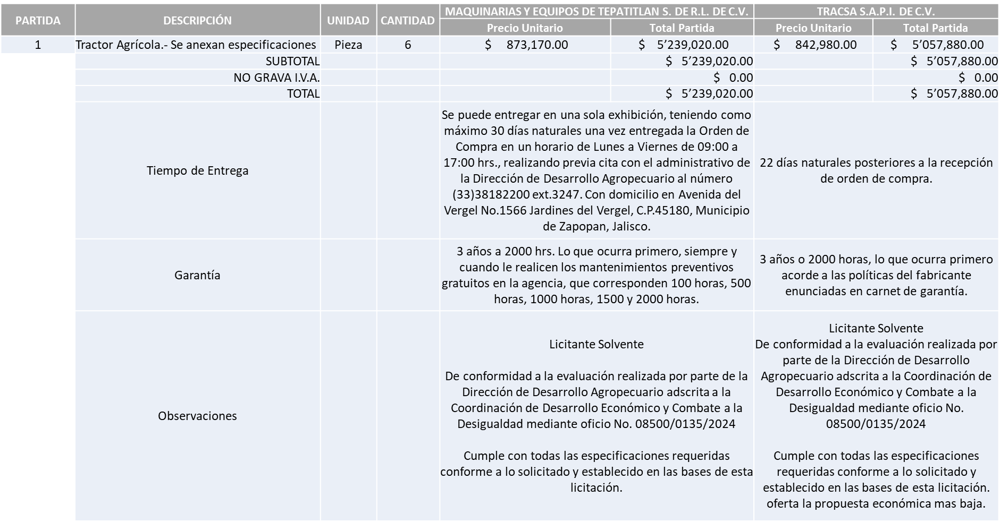 PARTIDA DESCRIPCIÓN UNIDAD CANTIDAD MAQUINARIAS Y EQUIPOS DE TEPATITLAN S. DE R.L. DE C.V. TRACSA S.A.P.I. DE C.V.
Precio Unitario Total Partida Precio Unitario Total Partida
1 Tractor Agrícola.- Se anexan especificaciones Pieza 6 $ 873,170.00 $ 5’239,020.00 $ 842,980.00 $ 5’057,880.00
SUBTOTAL $ 5’239,020.00 $ 5’057,880.00
NO GRAVA I.V.A. $ 0.00 $ 0.00
TOTAL $ 5’239,020.00 $ 5’057,880.00
Tiempo de Entrega
Se puede entregar en una sola exhibición, teniendo como
máximo 30 días naturales una vez entregada la Orden de
Compra en un horario de Lunes a Viernes de 09:00 a
17:00 hrs., realizando previa cita con el administrativo de
la Dirección de Desarrollo Agropecuario al número
(33)38182200 ext.3247. Con domicilio en Avenida del
Vergel No.1566 Jardines del Vergel, C.P.45180, Municipio
de Zapopan, Jalisco.
22 días naturales posteriores a la recepción
de orden de compra.
Garantía
3 años a 2000 hrs. Lo que ocurra primero, siempre y
cuando le realicen los mantenimientos preventivos
gratuitos en la agencia, que corresponden 100 horas, 500
horas, 1000 horas, 1500 y 2000 horas.
3 años o 2000 horas, lo que ocurra primero
acorde a las políticas del fabricante
enunciadas en carnet de garantía.
Observaciones
Licitante Solvente
De conformidad a la evaluación realizada por parte de la
Dirección de Desarrollo Agropecuario adscrita a la
Coordinación de Desarrollo Económico y Combate a la
Desigualdad mediante oficio No. 08500/0135/2024
Cumple con todas las especificaciones requeridas
conforme a lo solicitado y establecido en las bases de esta
licitación.
Licitante Solvente
De conformidad a la evaluación realizada por
parte de la Dirección de Desarrollo
Agropecuario adscrita a la Coordinación de
Desarrollo Económico y Combate a la
Desigualdad mediante oficio No.
08500/0135/2024
Cumple con todas las especificaciones
requeridas conforme a lo solicitado y
establecido en las bases de esta licitación.
oferta la propuesta económica mas baja.